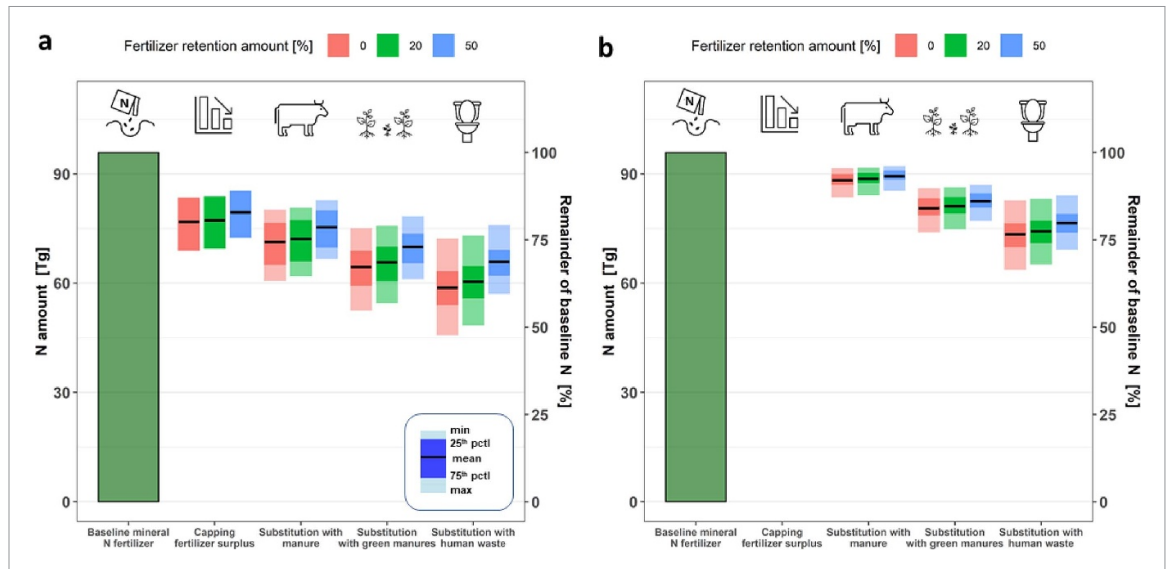 a
Fertilizer retention amount [%] 0 20 50
N
N amount [Tg]
90
60
30
0
Remainder of baseline N [%]
100
75
50
25
0
min
25th pctl
mean
75th pctl
max
Baseline mineral
N fertilizer
Capping
fertilizer surplus
Substitution with
manure
Substitution
with green manures
Substitution with
human waste
b
Fertilizer retention amount [%] 0 20 50
N
N amount [Tg]
90
60
30
0
Remainder of baseline N [%]
100
75
50
25
0
Baseline mineral
N fertilizer
Capping
fertilizer surplus
Substitution with
manure
Substitution
with green manures
Substitution with
human waste